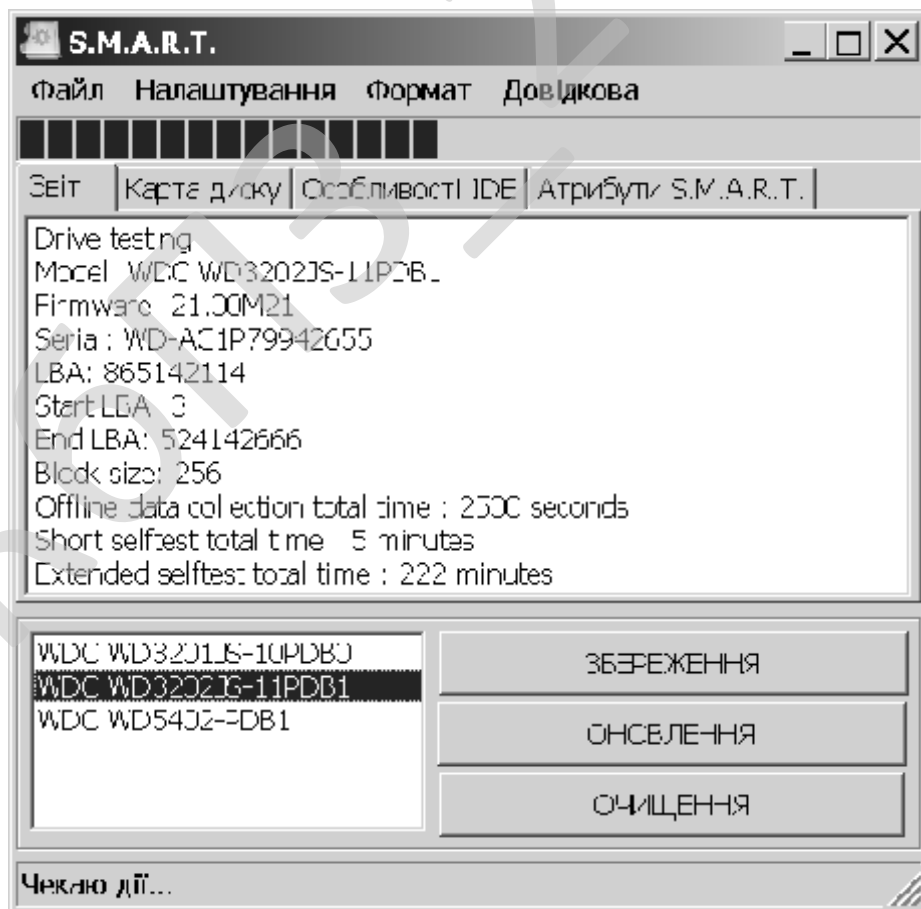 S.M.A.R.T.
Файл Налаштування Формат Довідкова
Звіт Карта диску Особливості IDE Атрибути S.M.A.R.T.
Drive testing
Model WDC WD3202JS-11PDB1
Firmware 21.00M21
Serial: WD-AC1P79942655
LBA: 865142114
Start LBA
End LBA: 524142666
Block size: 256
Offline data collection total time : 2500 seconds
Short selftest total time 5 minutes
Extended selftest total time : 222 minutes
WDC WD3201JS-10PDB0
WDC WD3202JS-11PDB1
WDC WD5402-PDB1
ЗБЕРЕЖЕННЯ
ОНОВЛЕННЯ
ОЧИЩЕННЯ
Чекаю дії...